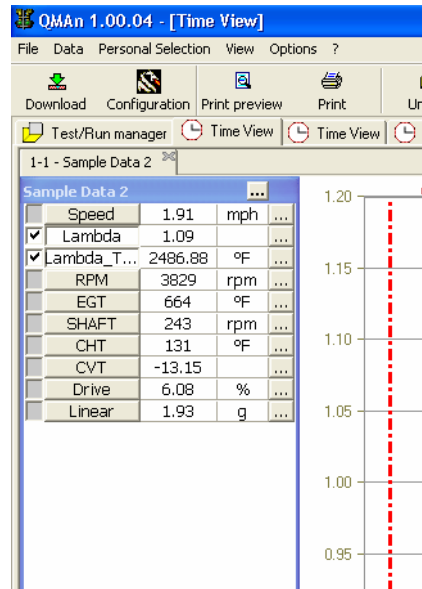 QMAn 1.00.04 - [Time View]
File Data Personal Selection View Options ?
Download Configuration Print preview Print
Test/Run manager Time View Time View
1-1 - Sample Data 2
Sample Data 2 ...
Speed 1.91 mph ...
Lambda 1.09 ...
Lambda_T... 2486.88 ºF ...
RPM 3829 rpm ...
EGT 664 ºF ...
SHAFT 243 rpm ...
CHT 131 ºF ...
CVT -13.15 ...
Drive 6.08 % ...
Linear 1.93 g ...
1.20
1.15
1.10
1.05
1.00
0.95